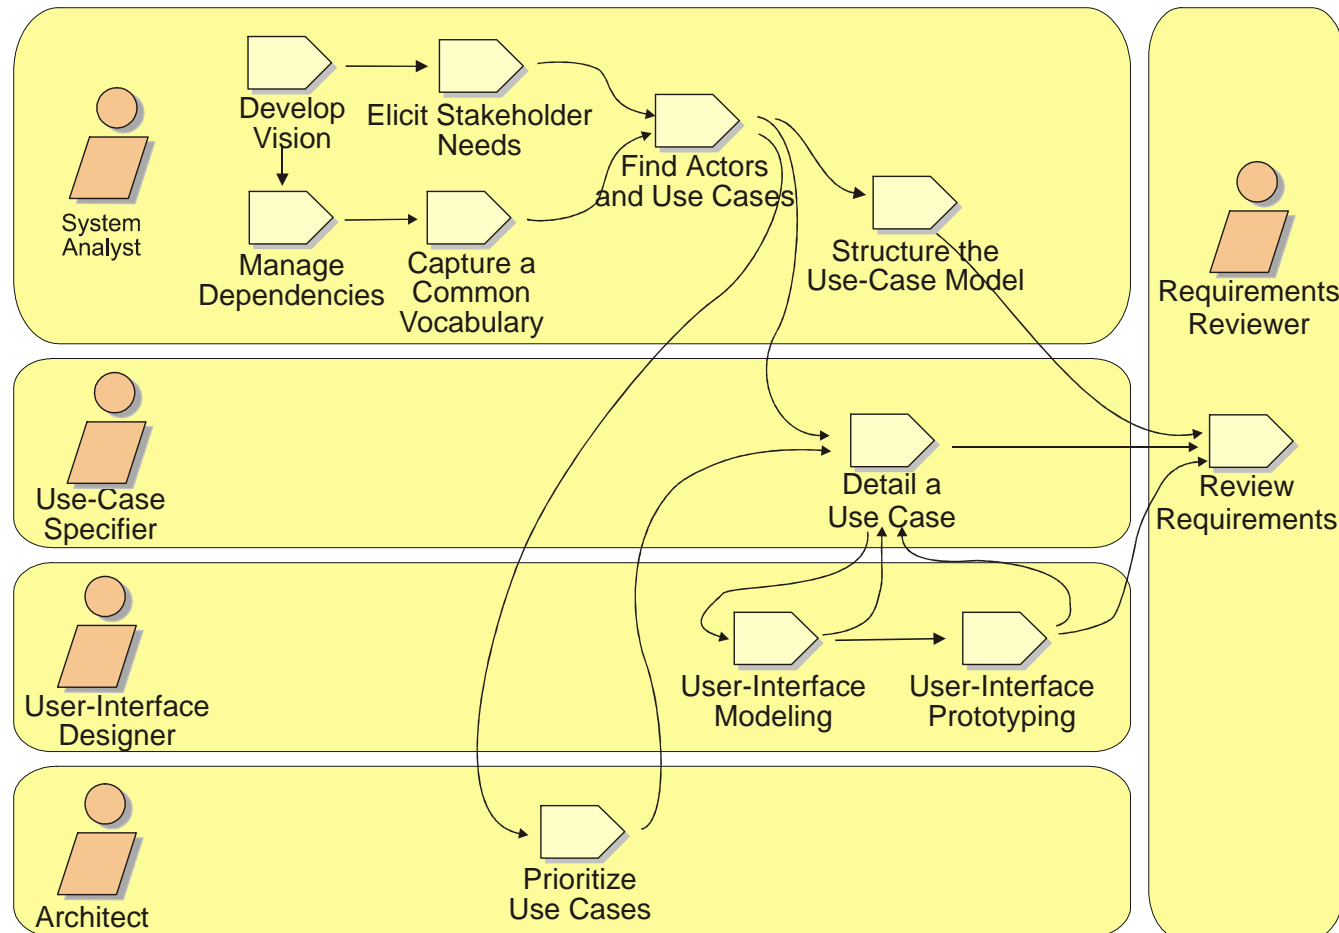 System
Analyst
Develop
Vision
Elicit Stakeholder
Needs
Manage
Dependencies
Capture a
Common
Vocabulary
Find Actors
and Use Cases
Structure the
Use-Case Model
Requirements
Reviewer
Use-Case
Specifier
Detail a
Use Case
Review
Requirements
User-Interface
Designer
User-Interface
Modeling
User-Interface
Prototyping
Architect
Prioritize
Use Cases